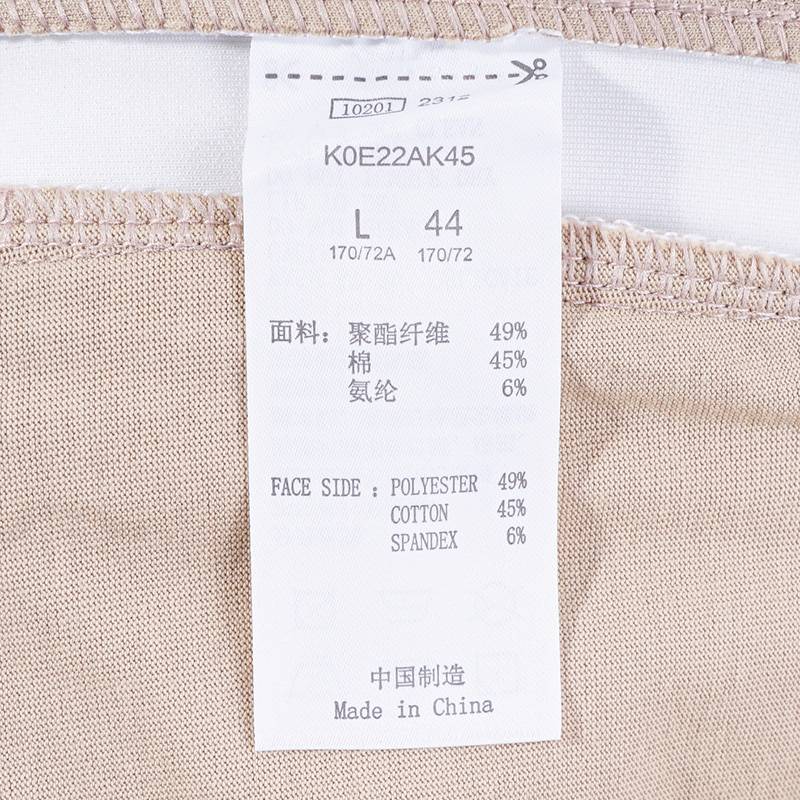 10201 2312
K0E22AK45
L 44
170/72A 170/72
面料：聚酯纤维 49%
棉 45%
氨纶 6%
FACE SIDE : POLYESTER 49%
COTTON 45%
SPANDEX 6%
中国制造
Made in China